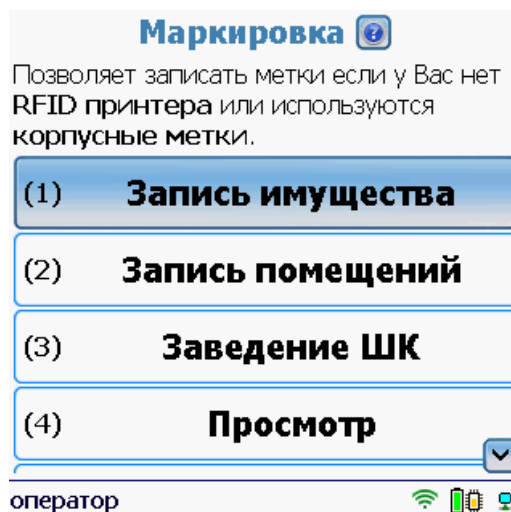 Маркировка
Позволяет записать метки если у Вас нет
RFID принтера или используются
корпусные метки.
(1) Запись имущества
(2) Запись помещений
(3) Заведение ШК
(4) Просмотр
оператор